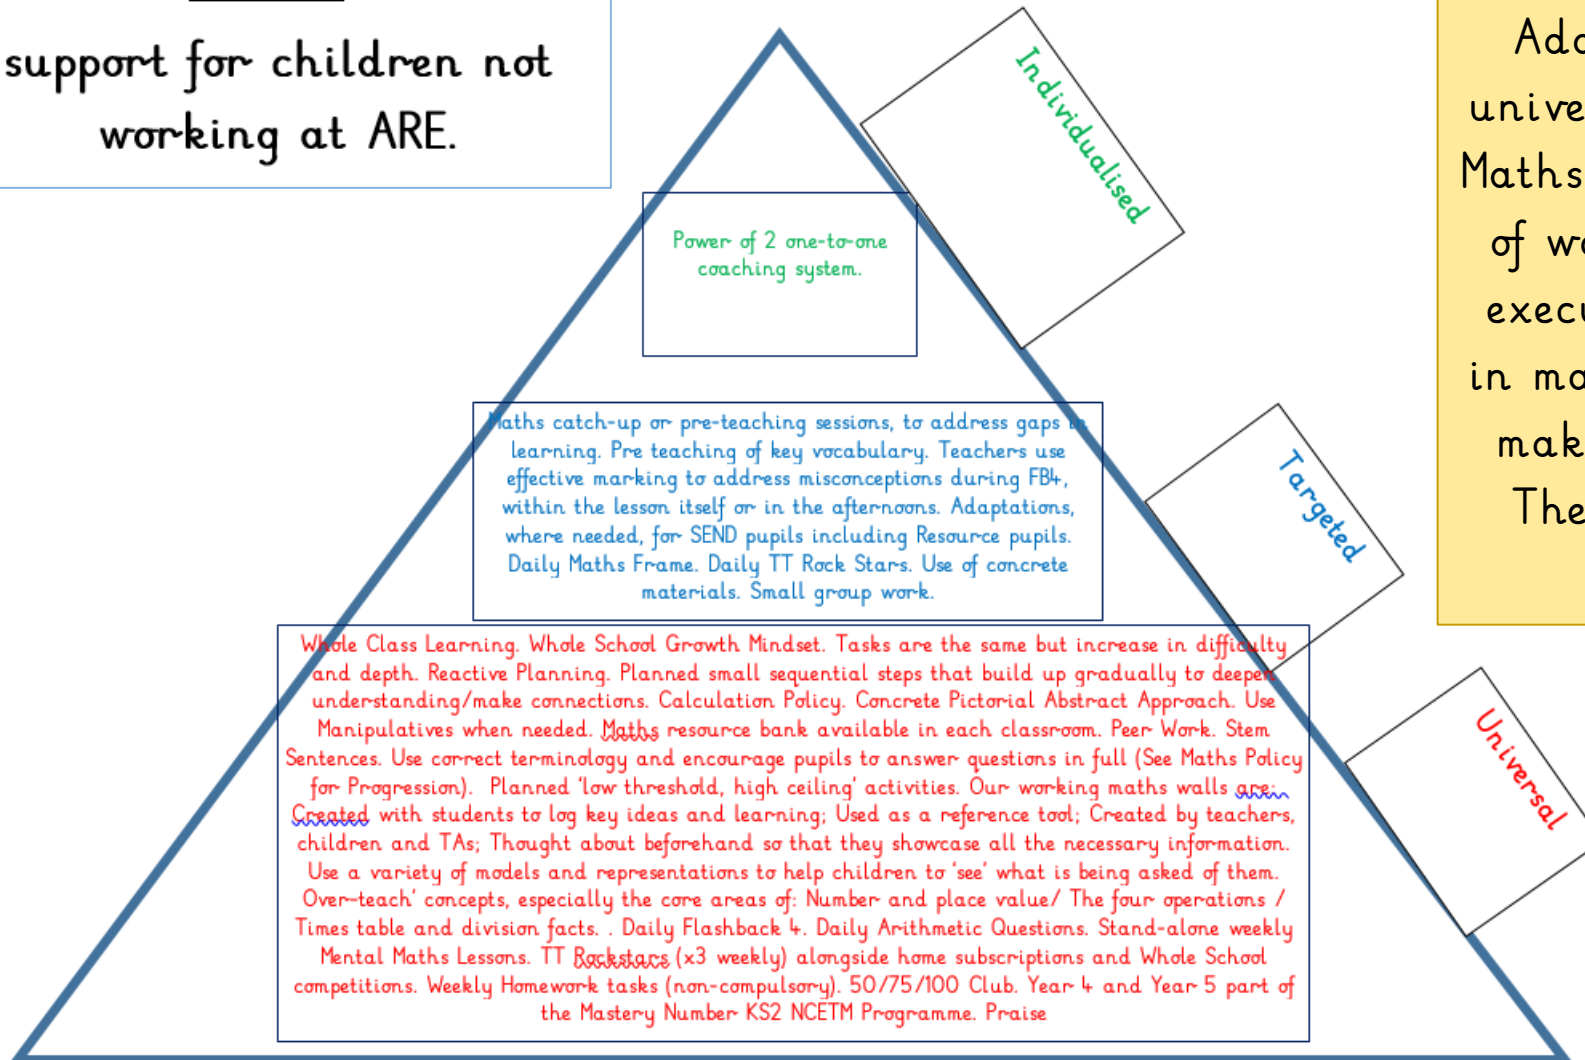 support for children not
working at ARE.
Individualised
Power of 2 one-to-one
coaching system.
Maths catch-up or pre-teaching sessions, to address gaps in
learning. Pre teaching of key vocabulary. Teachers use
effective marking to address misconceptions during FB4,
within the lesson itself or in the afternoons. Adaptations,
where needed, for SEND pupils including Resource pupils.
Daily Maths Frame. Daily TT Rock Stars. Use of concrete
materials. Small group work.
Targeted
Whole Class Learning. Whole School Growth Mindset. Tasks are the same but increase in difficulty
and depth. Reactive Planning. Planned small sequential steps that build up gradually to deepen
understanding/make connections. Calculation Policy. Concrete Pictorial Abstract Approach. Use
Manipulatives when needed. Maths resource bank available in each classroom. Peer Work. Stem
Sentences. Use correct terminology and encourage pupils to answer questions in full (See Maths Policy
for Progression). Planned 'low threshold, high ceiling' activities. Our working maths walls are:
Created with students to log key ideas and learning; Used as a reference tool; Created by teachers,
children and TAs; Thought about beforehand so that they showcase all the necessary information.
Use a variety of models and representations to help children to 'see' what is being asked of them.
Over-teach' concepts, especially the core areas of: Number and place value/ The four operations /
Times table and division facts. . Daily Flashback 4. Daily Arithmetic Questions. Stand-alone weekly
Mental Maths Lessons. TT Rockstars (x3 weekly) alongside home subscriptions and Whole School
competitions. Weekly Homework tasks (non-compulsory). 50/75/100 Club. Year 4 and Year 5 part of
the Mastery Number KS2 NCETM Programme. Praise
Universal
Maths
of
in
The